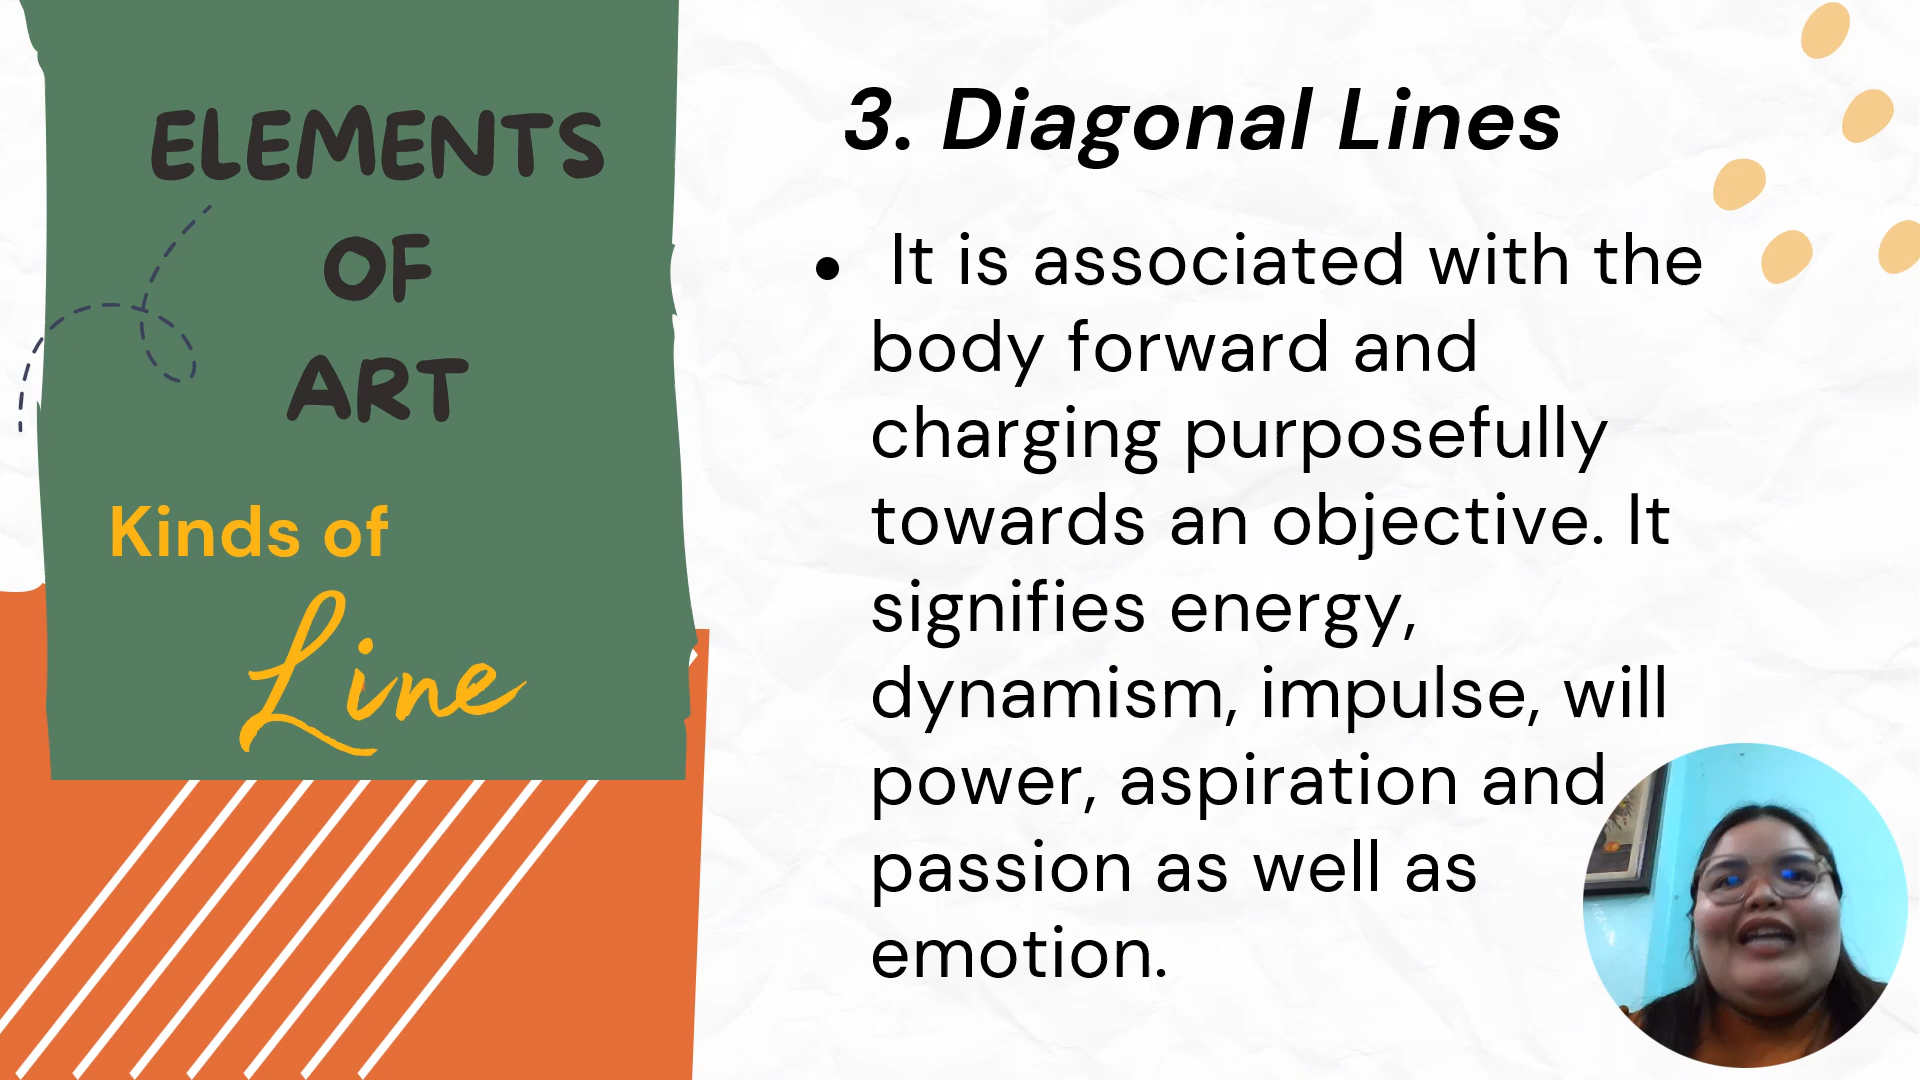 ELEMENTS
OF
ART
Kinds of
Line
3. Diagonal Lines
• It is associated with the
body forward and
charging purposefully
towards an objective. It
signifies energy,
dynamism, impulse, will
power, aspiration and
passion as well as
emotion.